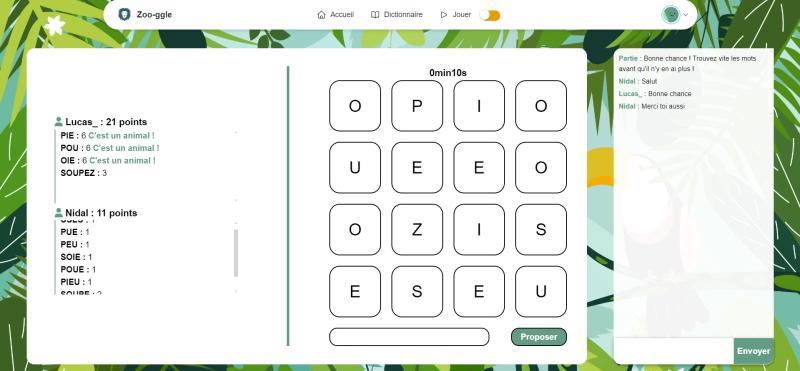 Zoo-ggle
Accueil
Dictionnaire
Jouer
0min10s
Lucas_ : 21 points
PIE : 6 C'est un animal !
POU : 6 C'est un animal !
OIE : 6 C'est un animal !
SOUPEZ : 3
Nidal : 11 points
PUE : 1
PEU : 1
SOIE : 1
POUE : 1
PIEU : 1
O P I O
U E E O
O Z I S
E S E U
Proposer
Partie : Bonne chance ! Trouvez vite les mots
avant qu'il n'y en ai plus !
Nidal : Salut
Lucas_ : Bonne chance
Nidal : Merci toi aussi
Envoyer